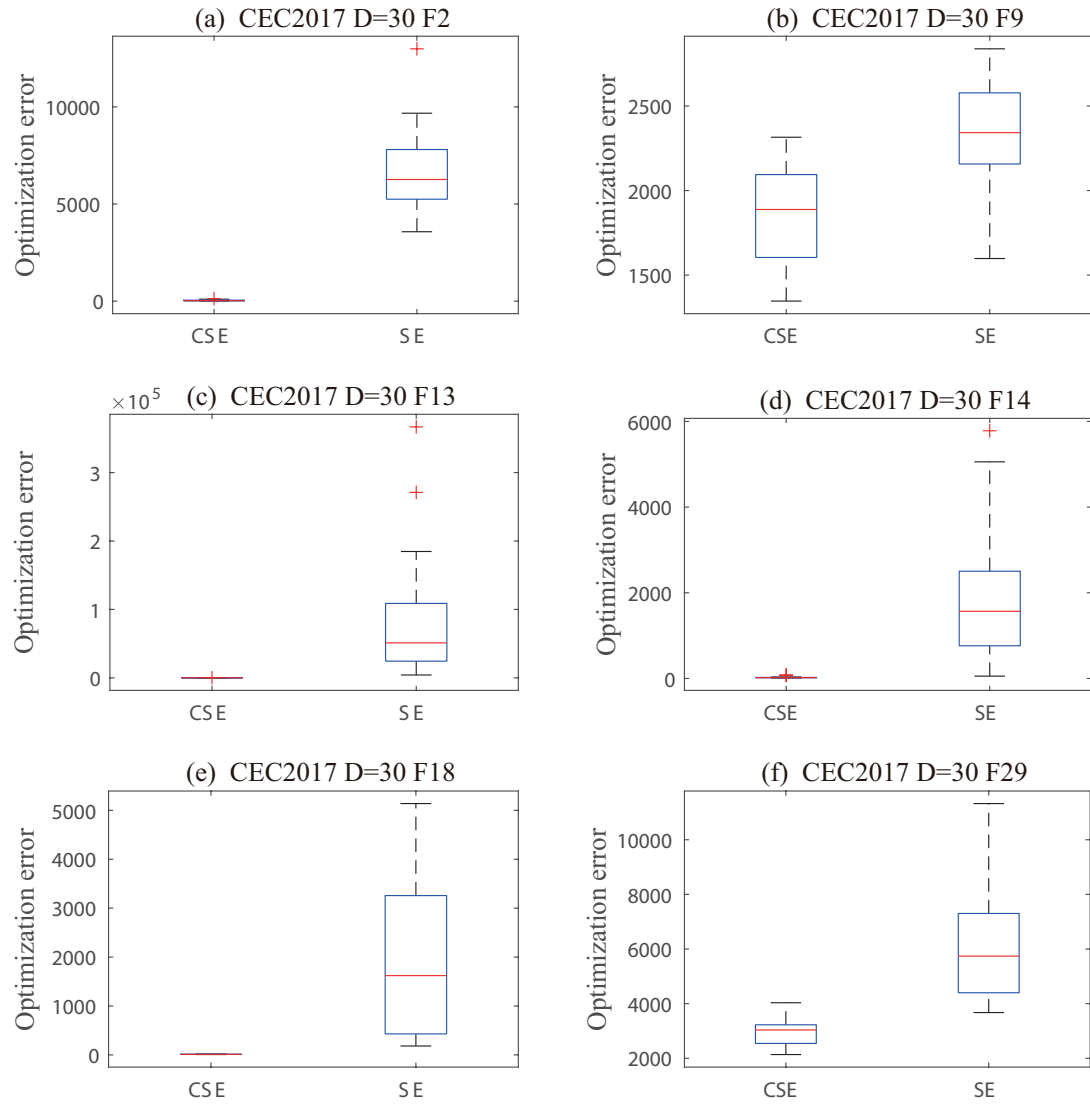 (a) CEC2017 D=30 F2
Optimization error
10000
5000
0
CSE
SE
(b) CEC2017 D=30 F9
Optimization error
2500
2000
1500
CSE
SE
(c) CEC2017 D=30 F13
×10^5
Optimization error
3
2
1
0
CSE
SE
(d) CEC2017 D=30 F14
Optimization error
6000
4000
2000
0
CSE
SE
(e) CEC2017 D=30 F18
Optimization error
5000
4000
3000
2000
1000
0
CSE
SE
(f) CEC2017 D=30 F29
Optimization error
10000
8000
6000
4000
2000
CSE
SE